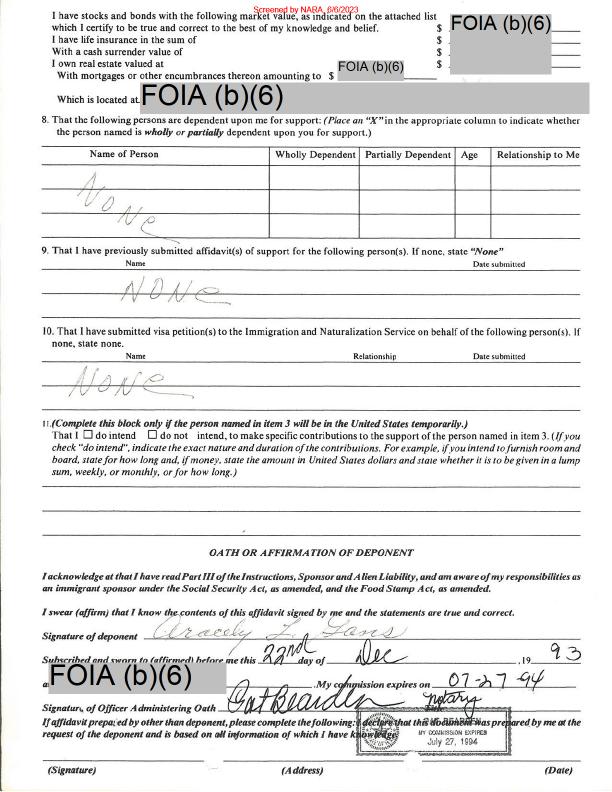 Screened by NARA, 6/6/2023
I have stocks and bonds with the following market value, as indicated on the attached list
which I certify to be true and correct to the best of my knowledge and belief. $ FOIA (b)(6)
I have life insurance in the sum of $
With a cash surrender value of $
I own real estate valued at $
With mortgages or other encumbrances thereon amounting to $ FOIA (b)(6)
Which is located at FOIA (b)(6)
8. That the following persons are dependent upon me for support: (Place an "X" in the appropriate column to indicate whether
the person named is wholly or partially dependent upon you for support.)
Name of Person Wholly Dependent Partially Dependent Age Relationship to Me
None
9. That I have previously submitted affidavit(s) of support for the following person(s). If none, state "None"
Name Date submitted
NONE
10. That I have submitted visa petition(s) to the Immigration and Naturalization Service on behalf of the following person(s). If
none, state none.
Name Relationship Date submitted
NONE
11. (Complete this block only if the person named in item 3 will be in the United States temporarily.)
That I ☐ do intend ☐ do not intend, to make specific contributions to the support of the person named in item 3. (If you
check "do intend", indicate the exact nature and duration of the contributions. For example, if you intend to furnish room and
board, state for how long and, if money, state the amount in United States dollars and state whether it is to be given in a lump
sum, weekly, or monthly, or for how long.)
OATH OR AFFIRMATION OF DEPONENT
I acknowledge at that I have read Part III of the Instructions, Sponsor and Alien Liability, and am aware of my responsibilities as
an immigrant sponsor under the Social Security Act, as amended, and the Food Stamp Act, as amended.
I swear (affirm) that I know the contents of this affidavit signed by me and the statements are true and correct.
Signature of deponent Aracely L. Gans
Subscribed and sworn to (affirmed) before me this 22nd day of Dec , 19 93
FOIA (b)(6) .My commission expires on 07-27-94
Signature of Officer Administering Oath Pat Bearden notary
If affidavit prepared by other than deponent, please complete the following: I declare that this document was prepared by me at the
request of the deponent and is based on all information of which I have knowledge.
BEARDEN
MY COMMISSION EXPIRES
July 27, 1994
(Signature) (Address) (Date)